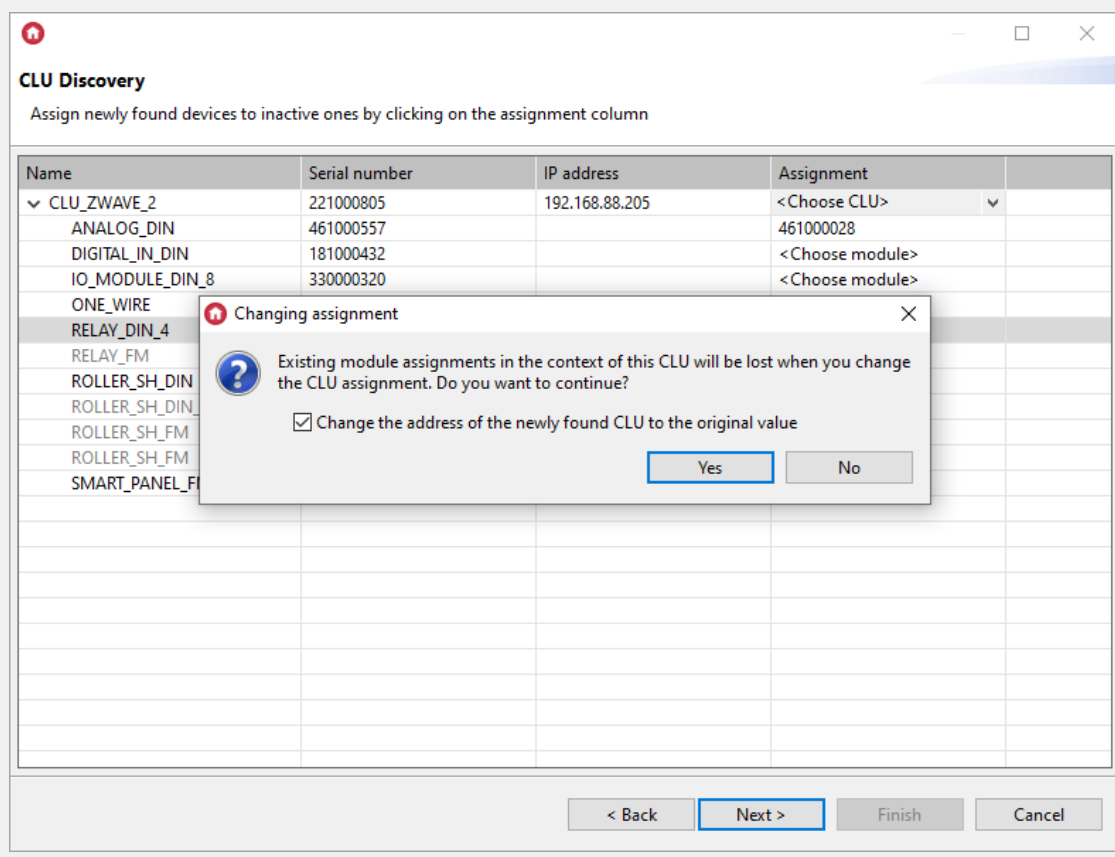 CLU Discovery
Assign newly found devices to inactive ones by clicking on the assignment column
Name Serial number IP address Assignment
CLU_ZWAVE_2 221000805 192.168.88.205 <Choose CLU>
ANALOG_DIN 461000557 461000028
DIGITAL_IN_DIN 181000432 <Choose module>
IO_MODULE_DIN_8 330000320 <Choose module>
ONE_WIRE
Changing assignment
RELAY_DIN_4
RELAY_FM
Existing module assignments in the context of this CLU will be lost when you change
the CLU assignment. Do you want to continue?
ROLLER_SH_DIN
ROLLER_SH_DIN_
Change the address of the newly found CLU to the original value
ROLLER_SH_FM
ROLLER_SH_FM
Yes No
SMART_PANEL_F
< Back Next > Finish Cancel